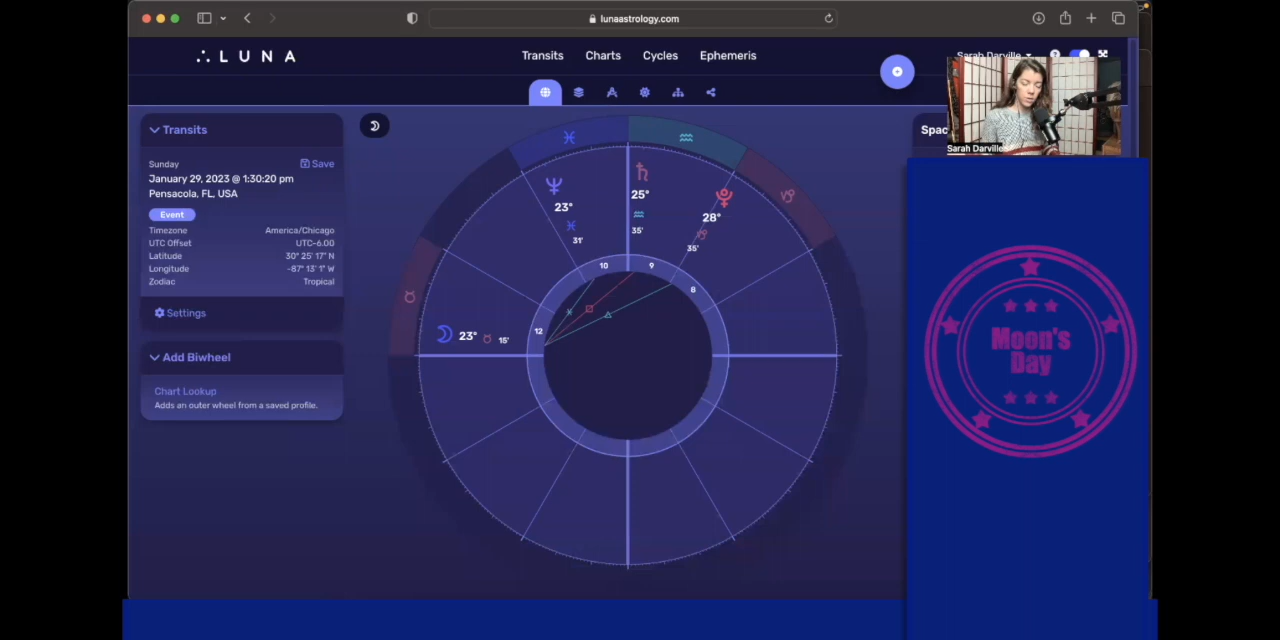 lunaastrology.com
LUNA
Transits
Charts
Cycles
Ephemeris
Sarah Darville
Sarah Darville
Transits
Sunday
Save
January 29, 2023 @ 1:30:20 pm
Pensacola, FL, USA
Event
Timezone America/Chicago
UTC Offset UTC-6.00
Latitude 30° 25' 17" N
Longitude -87° 13' 1" W
Zodiac Tropical
Settings
Add Biwheel
Chart Lookup
Adds an outer wheel from a saved profile.
♓
♒
♑
♉
♆
23°
♓
31'
♄
25°
♒
35'
28°
♑
35'
☽ 23° ♉ 15'
10
9
8
12
Spac
Moon's
Day